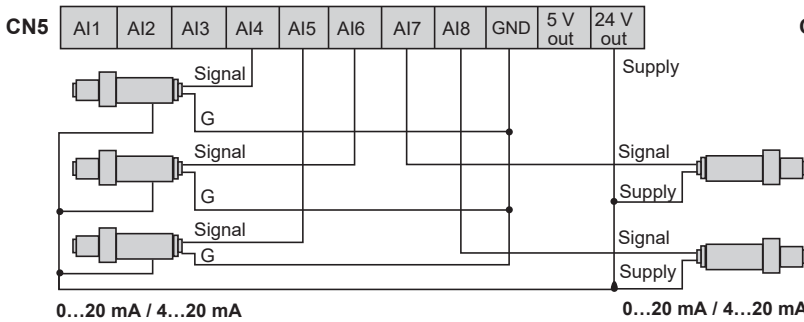 CN5 AI1 AI2 AI3 AI4 AI5 AI6 AI7 AI8 GND 5 V out 24 V out
Signal
Supply
G
Signal
Signal
G
Supply
Signal
Signal
G
Supply
0…20 mA / 4…20 mA
0…20 mA / 4…20 mA